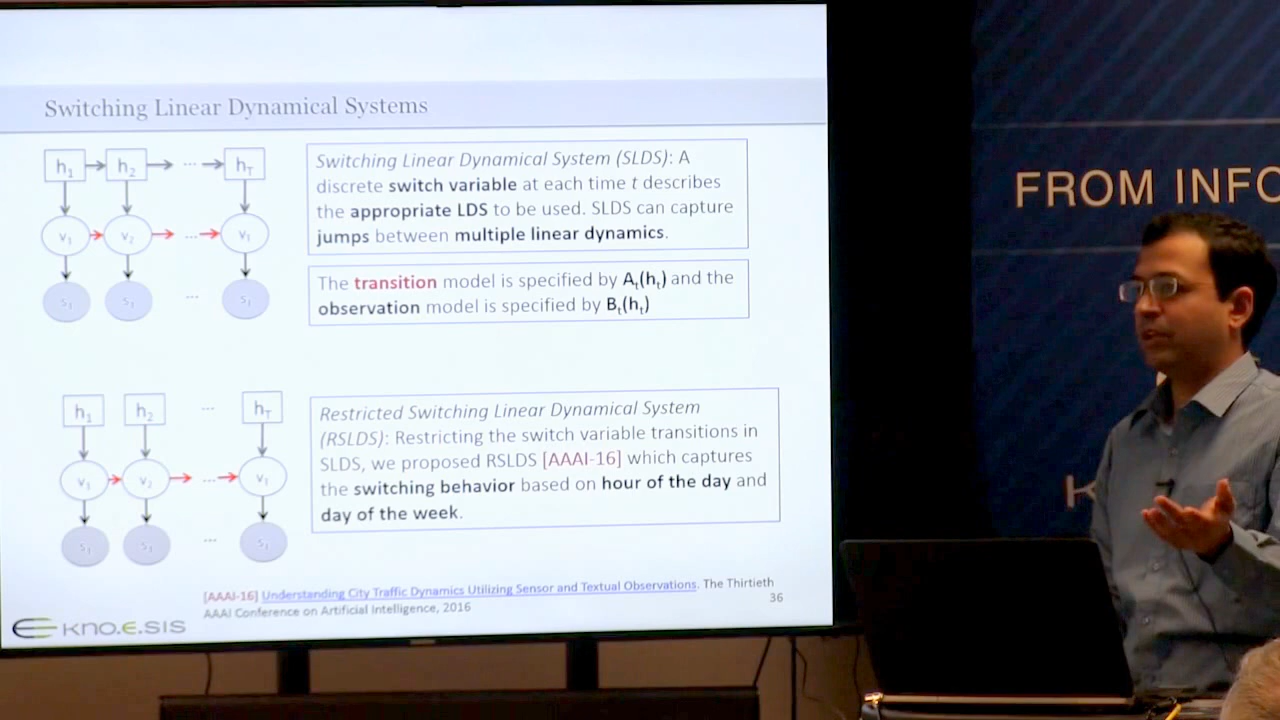 Switching Linear Dynamical Systems
h1 h2 ... hT
v1 v2 ...
Switching Linear Dynamical System (SLDS): A
discrete switch variable at each time t describes
the appropriate LDS to be used. SLDS can capture
jumps between multiple linear dynamics.
The transition model is specified by At(ht) and the
observation model is specified by Bt(ht)
h1 h2 ... hT
Restricted Switching Linear Dynamical System
(RSLDS): Restricting the switch variable transitions in
SLDS, we proposed RSLDS [AAAI-16] which captures
the switching behavior based on hour of the day and
day of the week.
[AAAI-16] Understanding City Traffic Dynamics Utilizing Sensor and Textual Observations. The Thirtieth
AAAI Conference on Artificial Intelligence, 2016
36
kno.e.sis
FROM INFO
K